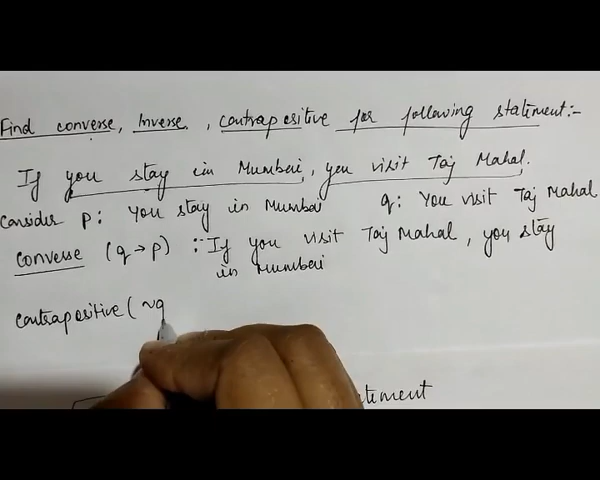 Find converse, Inverse, contrapositive for following statement:-
If you stay in Mumbai, you visit Taj Mahal.
Consider p: You stay in Mumbai q: You visit Taj Mahal
Converse (q→p) :- If you visit Taj Mahal, you stay
in Mumbai
contrapositive (~q